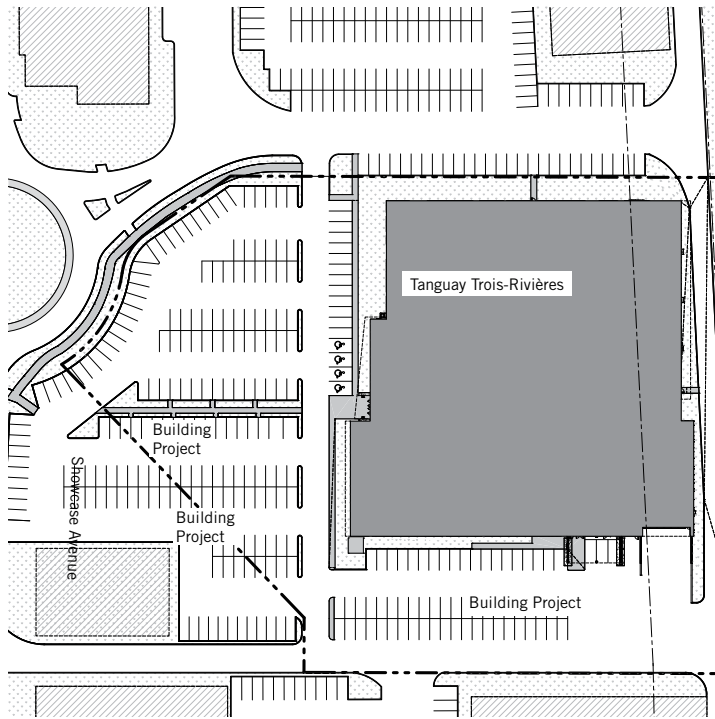 Tanguay Trois-Rivières
Building
Project
Showcase Avenue
Building
Project
Building Project